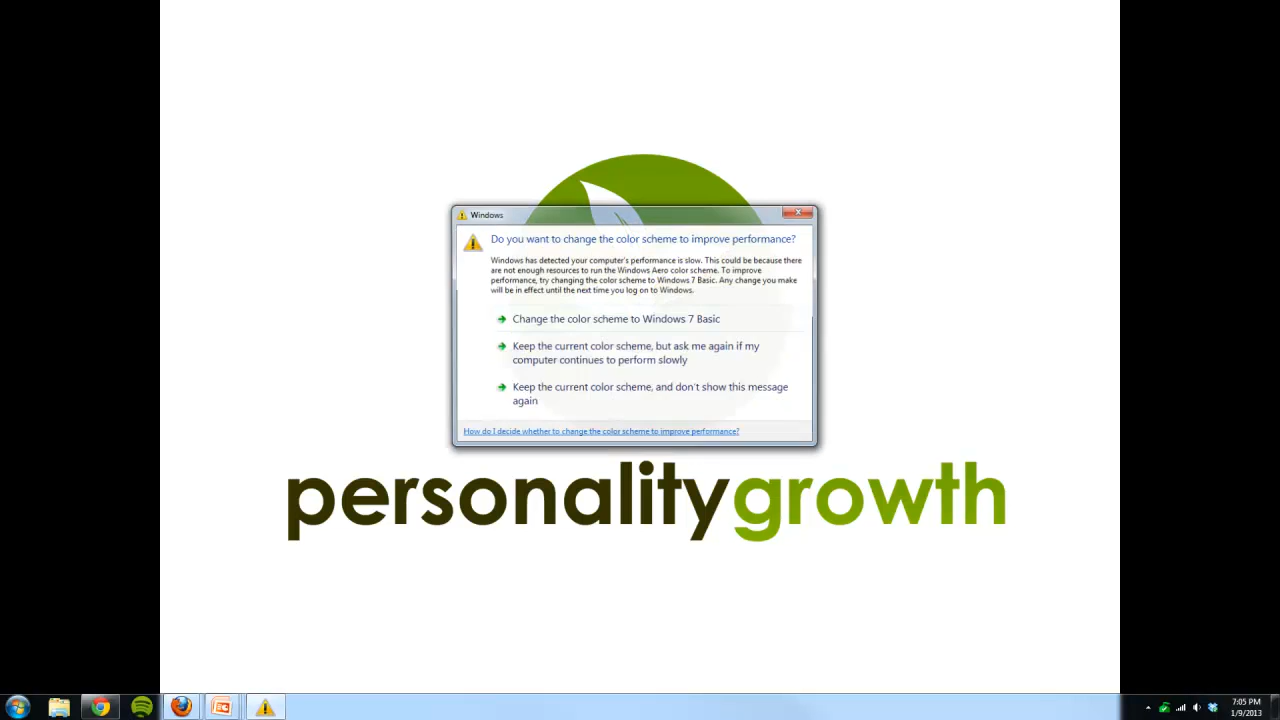 Windows
Do you want to change the color scheme to improve performance?
Windows has detected your computer's performance is slow. This could be because there
are not enough resources to run the Windows Aero color scheme. To improve
performance, try changing the color scheme to Windows 7 Basic. Any change you make
will be in effect until the next time you log on to Windows.
Change the color scheme to Windows 7 Basic
Keep the current color scheme, but ask me again if my
computer continues to perform slowly
Keep the current color scheme, and don't show this message
again
How do I decide whether to change the color scheme to improve performance?
personalitygrowth
7:05 PM
1/9/2013